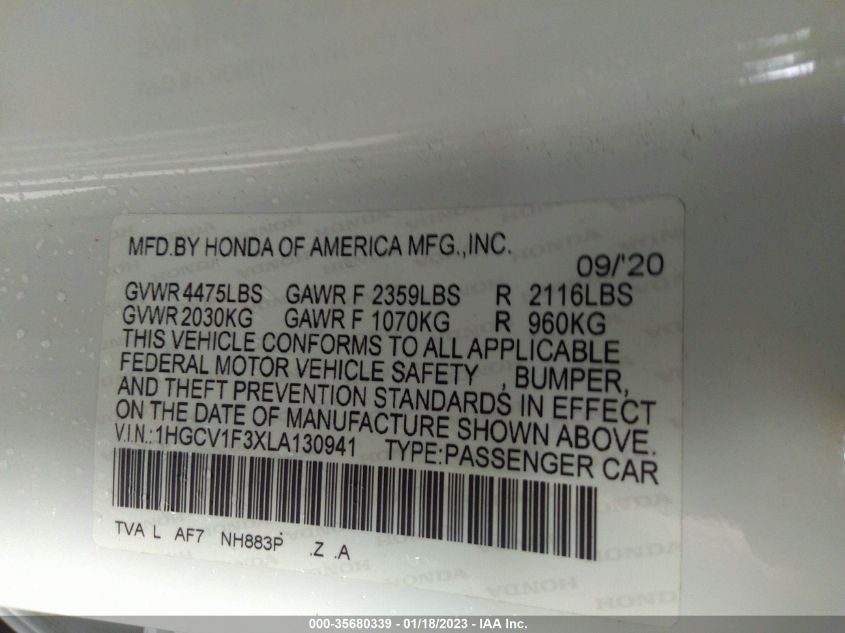 MFD.BY HONDA OF AMERICA MFG.,INC.
09/'20
GVWR 4475LBS GAWR F 2359LBS R 2116LBS
GVWR 2030KG GAWR F 1070KG R 960KG
THIS VEHICLE CONFORMS TO ALL APPLICABLE
FEDERAL MOTOR VEHICLE SAFETY , BUMPER,
AND THEFT PREVENTION STANDARDS IN EFFECT
ON THE DATE OF MANUFACTURE SHOWN ABOVE.
V.I.N.:1HGCV1F3XLA130941 TYPE:PASSENGER CAR
TVA L AF7 NH883P .Z .A
HONDA HONDA
000-35680339 - 01/18/2023 - IAA Inc.